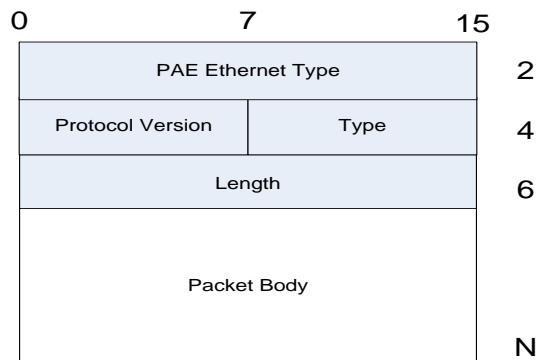 0 7 15
PAE Ethernet Type 2
Protocol Version Type 4
Length 6
Packet Body
N